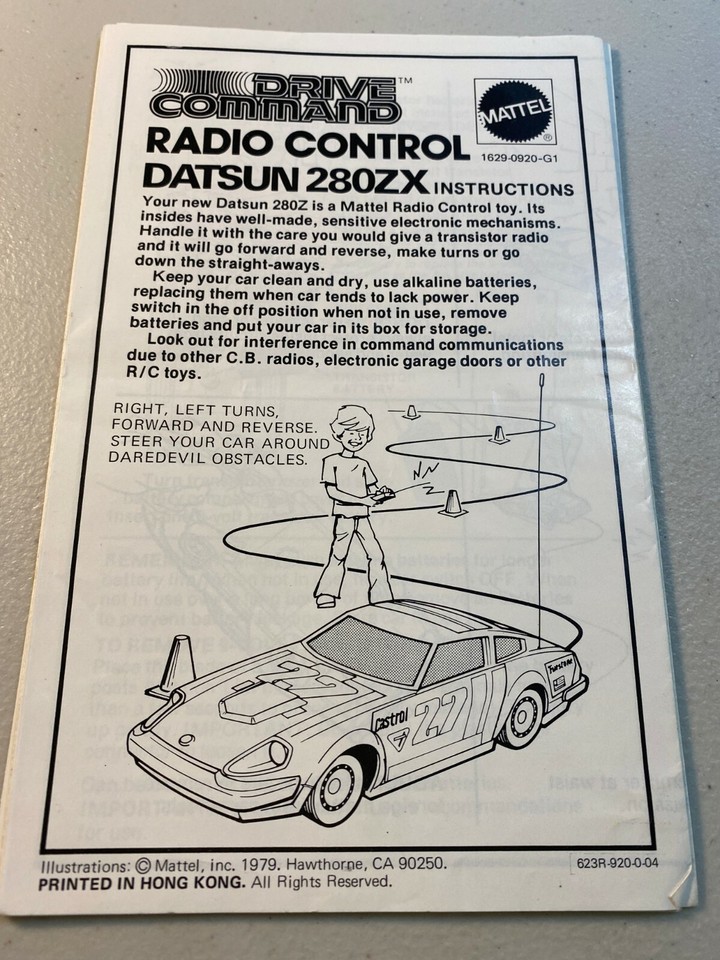 DRIVE™
COMMAND
MATTEL®
RADIO CONTROL
1629-0920-G1
DATSUN 280ZX INSTRUCTIONS
Your new Datsun 280Z is a Mattel Radio Control toy. Its
insides have well-made, sensitive electronic mechanisms.
Handle it with the care you would give a transistor radio
and it will go forward and reverse, make turns or go
down the straight-aways.
Keep your car clean and dry, use alkaline batteries,
replacing them when car tends to lack power. Keep
switch in the off position when not in use, remove
batteries and put your car in its box for storage.
Look out for interference in command communications
due to other C.B. radios, electronic garage doors or other
R/C toys.
RIGHT, LEFT TURNS,
FORWARD AND REVERSE.
STEER YOUR CAR AROUND
DAREDEVIL OBSTACLES.
27
Castrol
27
Illustrations: © Mattel, inc. 1979. Hawthorne, CA 90250.
623R-920-0-04
PRINTED IN HONG KONG. All Rights Reserved.